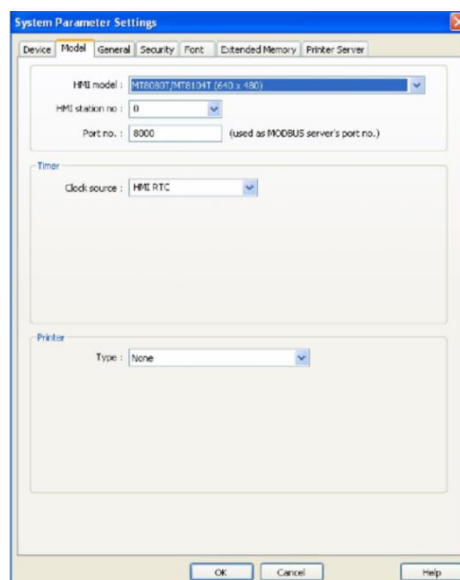 System Parameter Settings
Device Model General Security Font Extended Memory Printer Server
HMI model : MT8080T/MT8104T (640 x 480)
HMI station no : 0
Port no. : 8000 (used as MODBUS server's port no.)
Timer
Clock source : HMI RTC
Printer
Type : None
OK Cancel Help